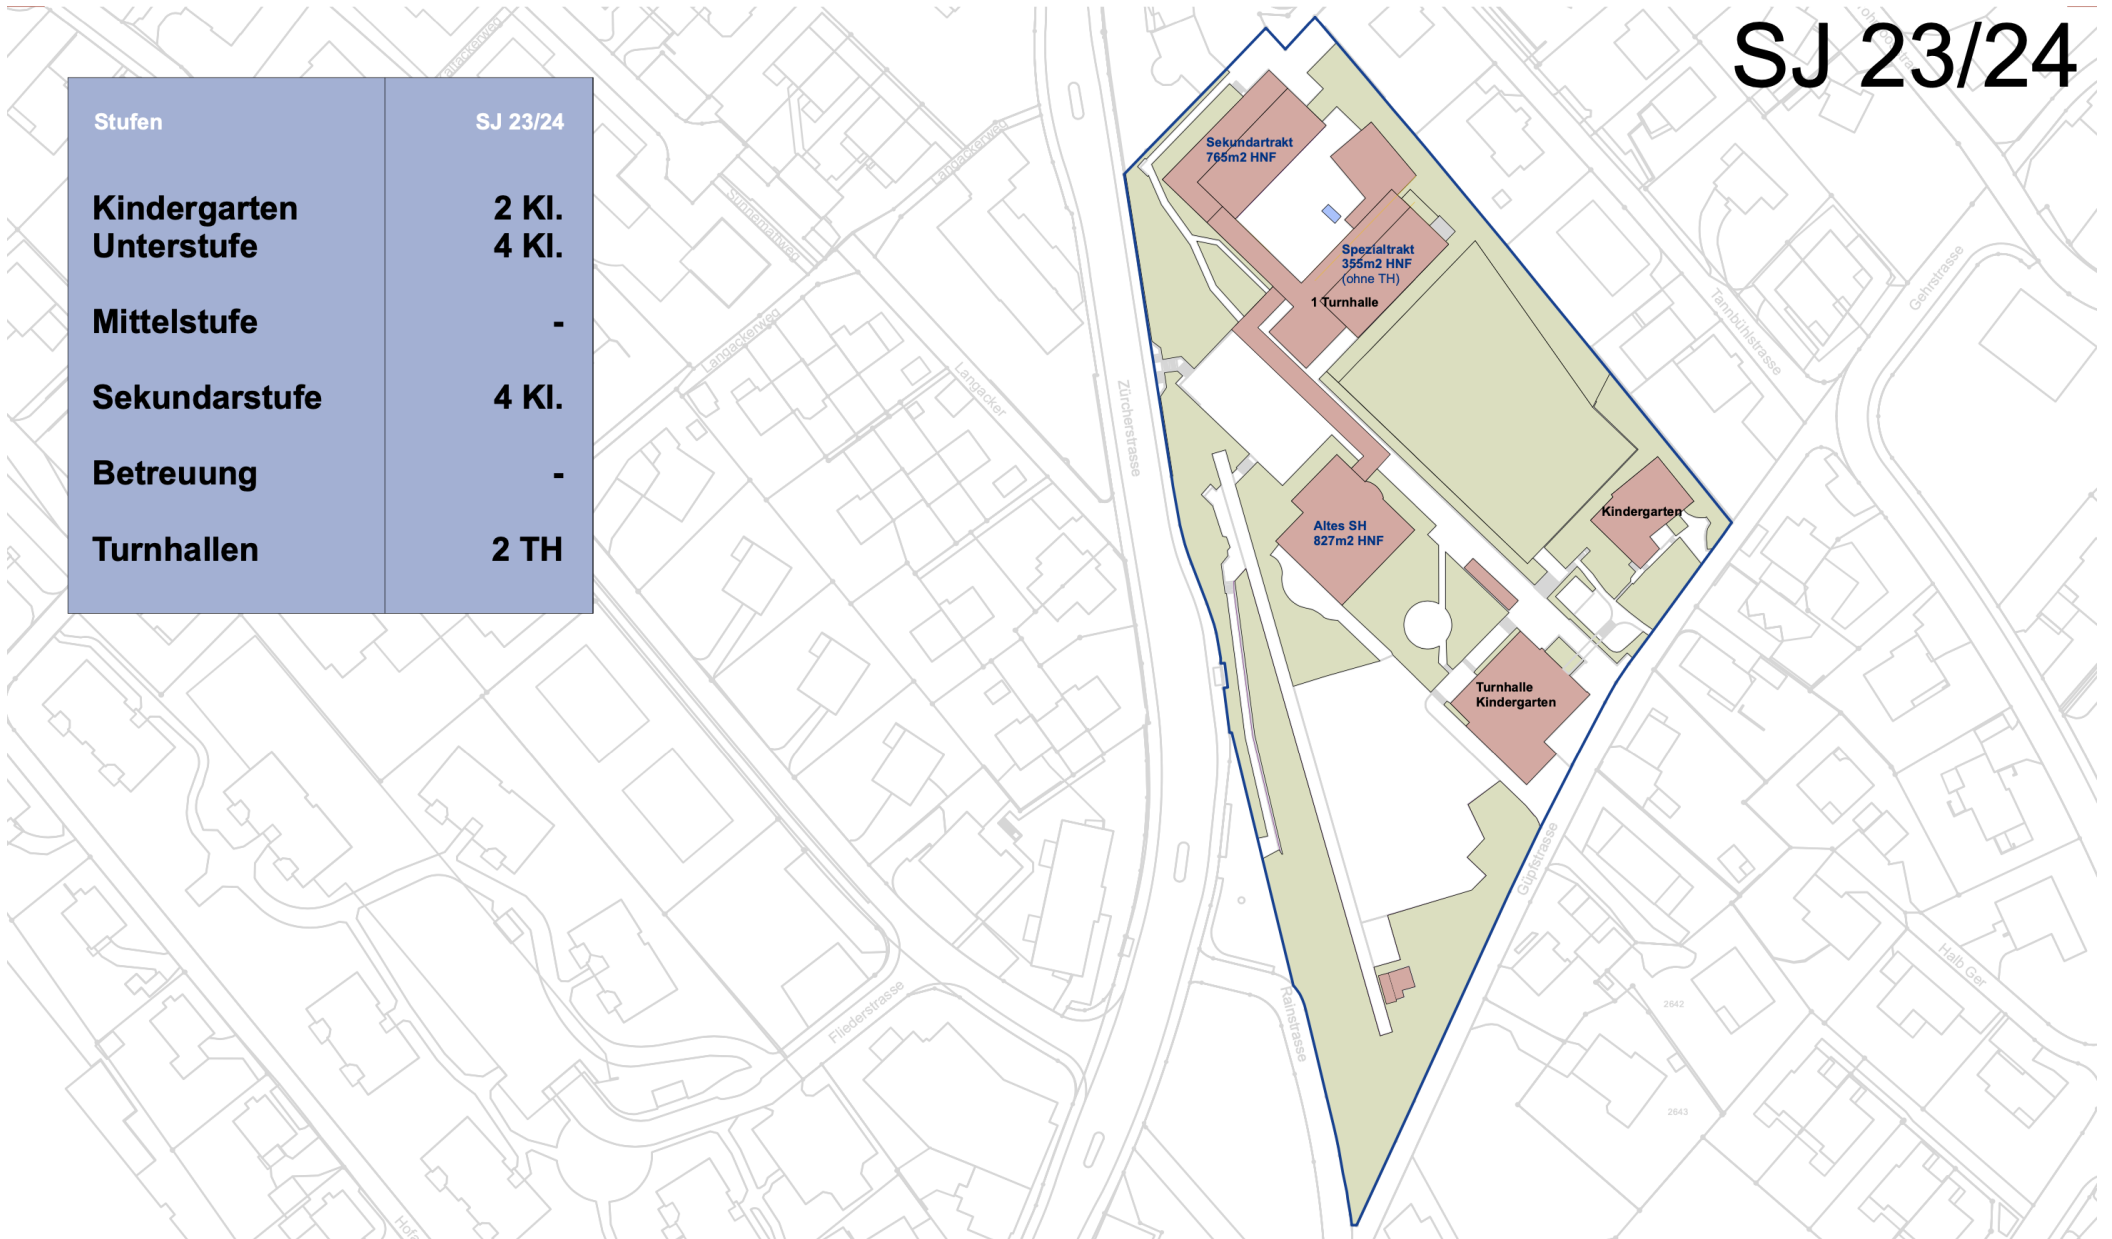 SJ 23/24
Stufen SJ 23/24
Kindergarten 2 Kl.
Unterstufe 4 Kl.
Mittelstufe -
Sekundarstufe 4 Kl.
Betreuung -
Turnhallen 2 TH
Sekundartrakt
765m2 HNF
Spezialtrakt
355m2 HNF
(ohne TH)
1 Turnhalle
Altes SH
827m2 HNF
Kindergarten
Turnhalle
Kindergarten
Langackerweg
Sunnemattweg
Langackerweg
Langacker
Zürcherstrasse
Tannbühlstrasse
Gehrstrasse
Güpfstrasse
Halb Ger
Fliederstrasse
Rainstrasse
2642
2643